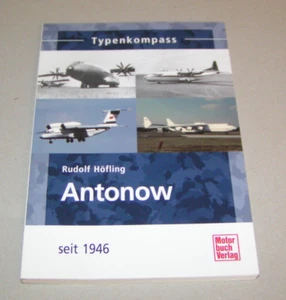 Typenkompass
Rudolf Höfling
Antonow
seit 1946
Motor
buch
Verlag